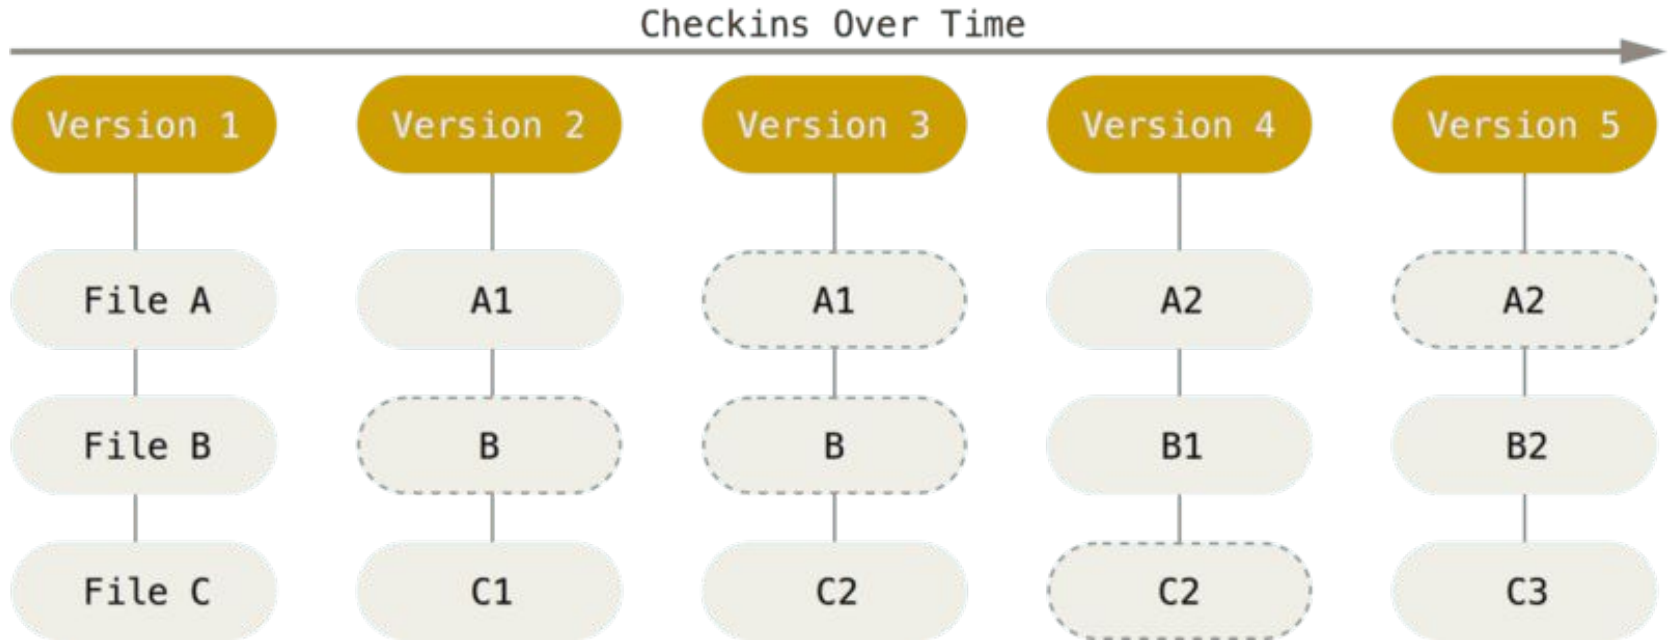 Checkins Over Time
Version 1 Version 2 Version 3 Version 4 Version 5
File A A1 A1 A2 A2
File B B B B1 B2
File C C1 C2 C2 C3